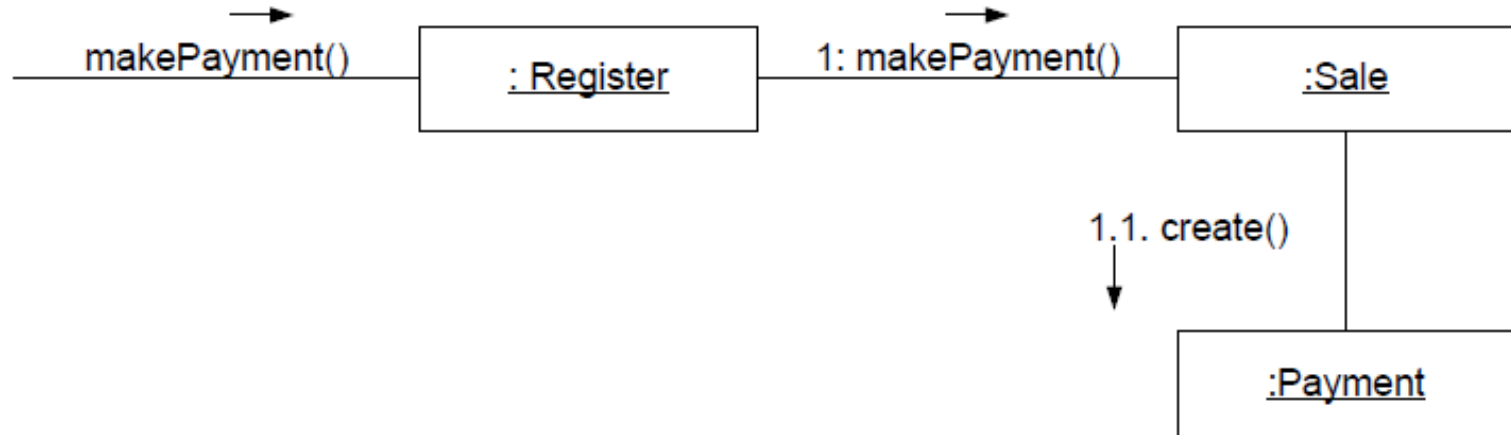 makePayment()
: Register
1: makePayment()
:Sale
1.1. create()
:Payment